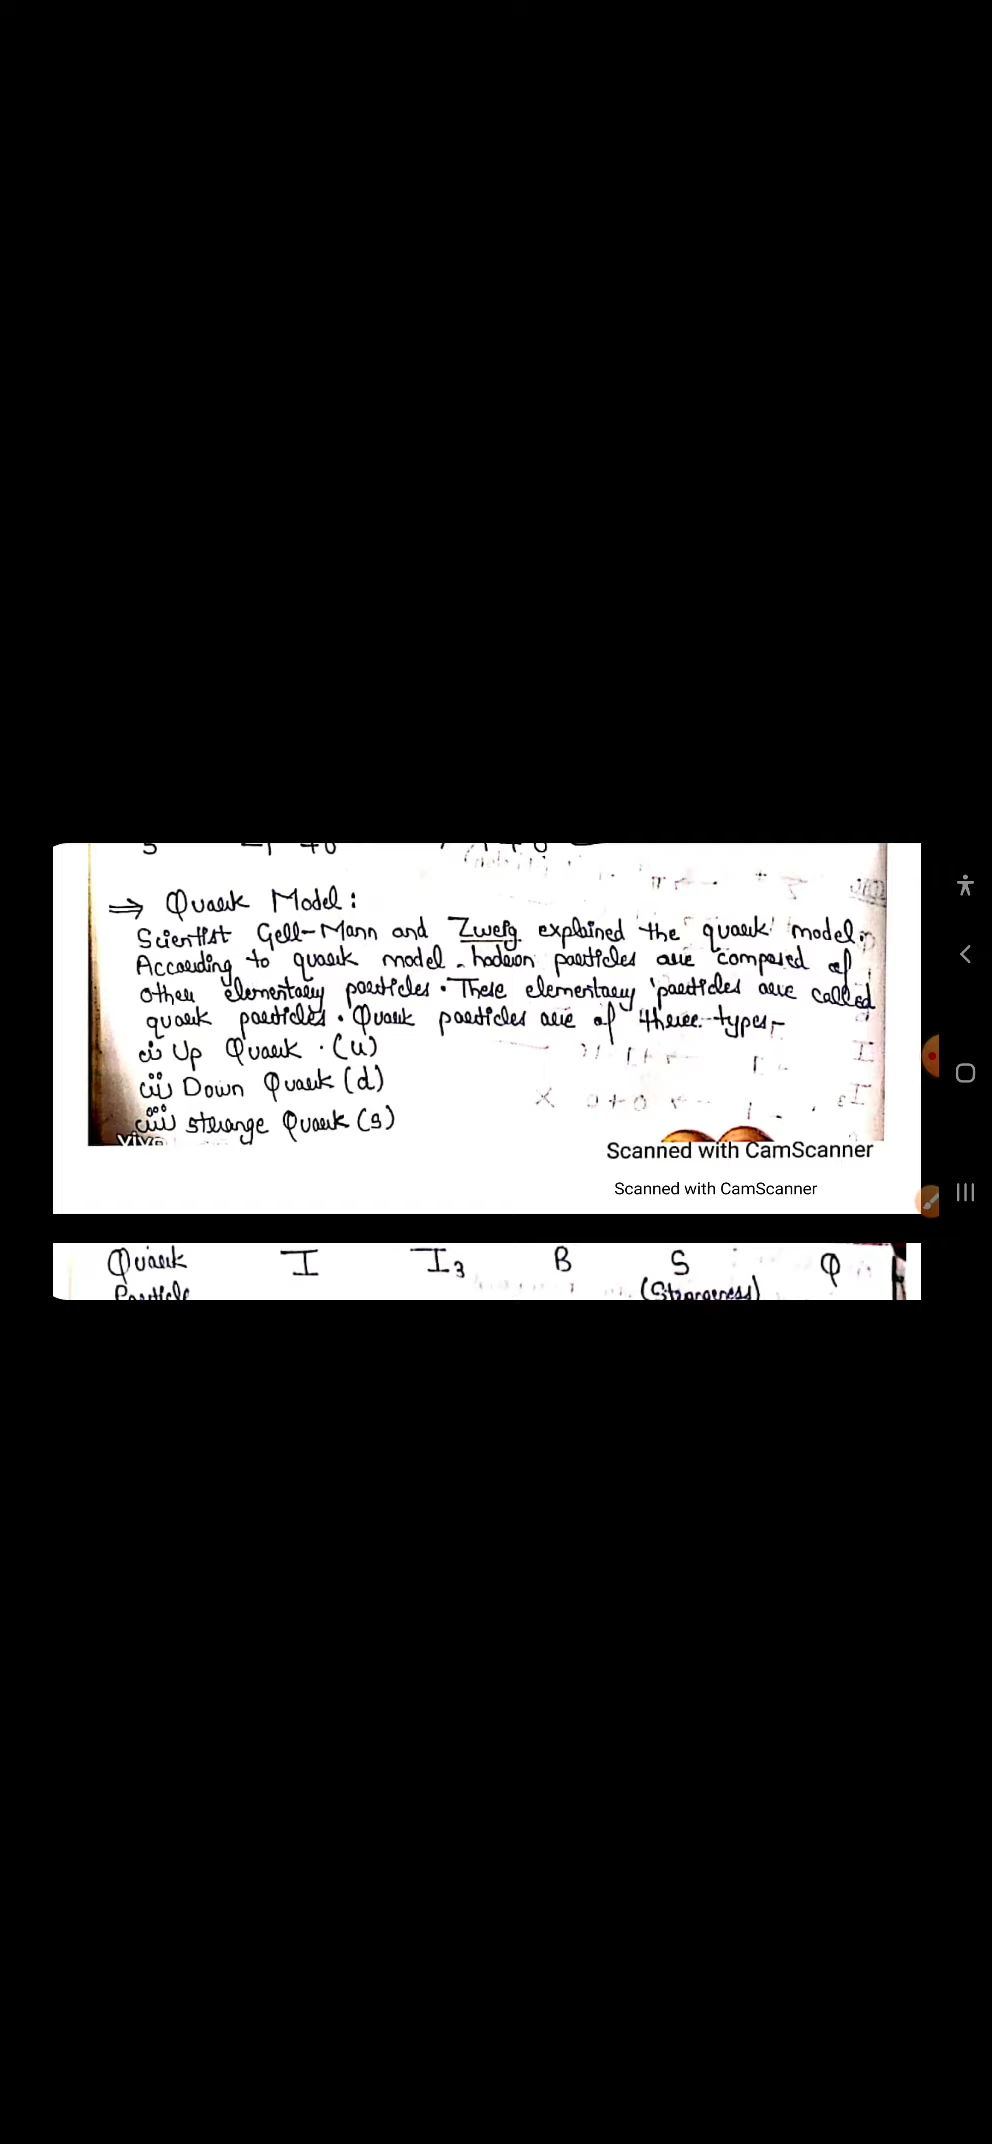 ⇒ Quark Model :
Scientist Gell-Mann and Zweig explained the quark model.
According to quark model - hadron particles are composed of
other elementary particles. These elementary particles are called
quark particles. Quark particles are of three types,-
(i) Up Quark . (u)
(ii) Down Quark (d)
(iii) strange Quark (s)
Scanned with CamScanner
Scanned with CamScanner
Quark I I3 B S Q
Particle (Strangeness)